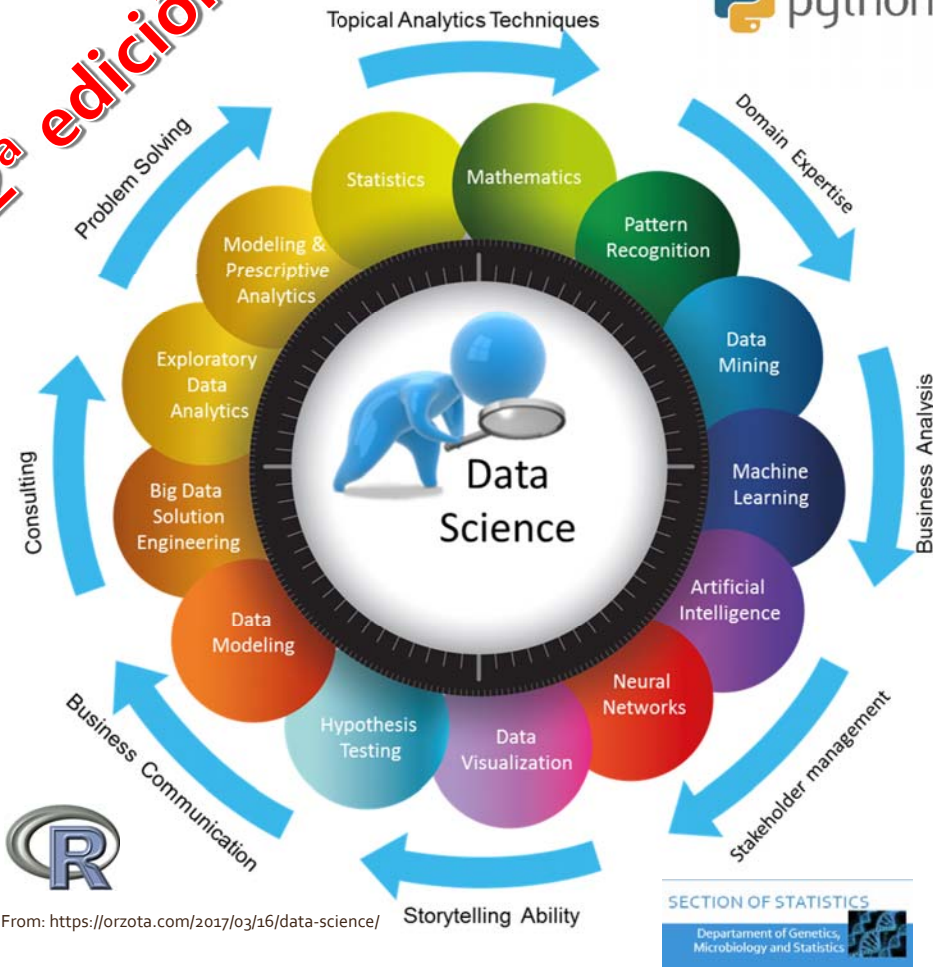 Topical Analytics Techniques
python
2ª edición
Problem Solving
Domain Expertise
Statistics
Mathematics
Modeling &
Prescriptive
Analytics
Pattern
Recognition
Exploratory
Data
Analytics
Data
Mining
Business Analysis
Consulting
Big Data
Solution
Engineering
Data
Science
Machine
Learning
Artificial
Intelligence
Data
Modeling
Neural
Networks
Hypothesis
Testing
Data
Visualization
Business Communication
Stakeholder management
R
From: https://orzota.com/2017/03/16/data-science/
Storytelling Ability
SECTION OF STATISTICS
Departament of Genetics,
Microbiology and Statistics